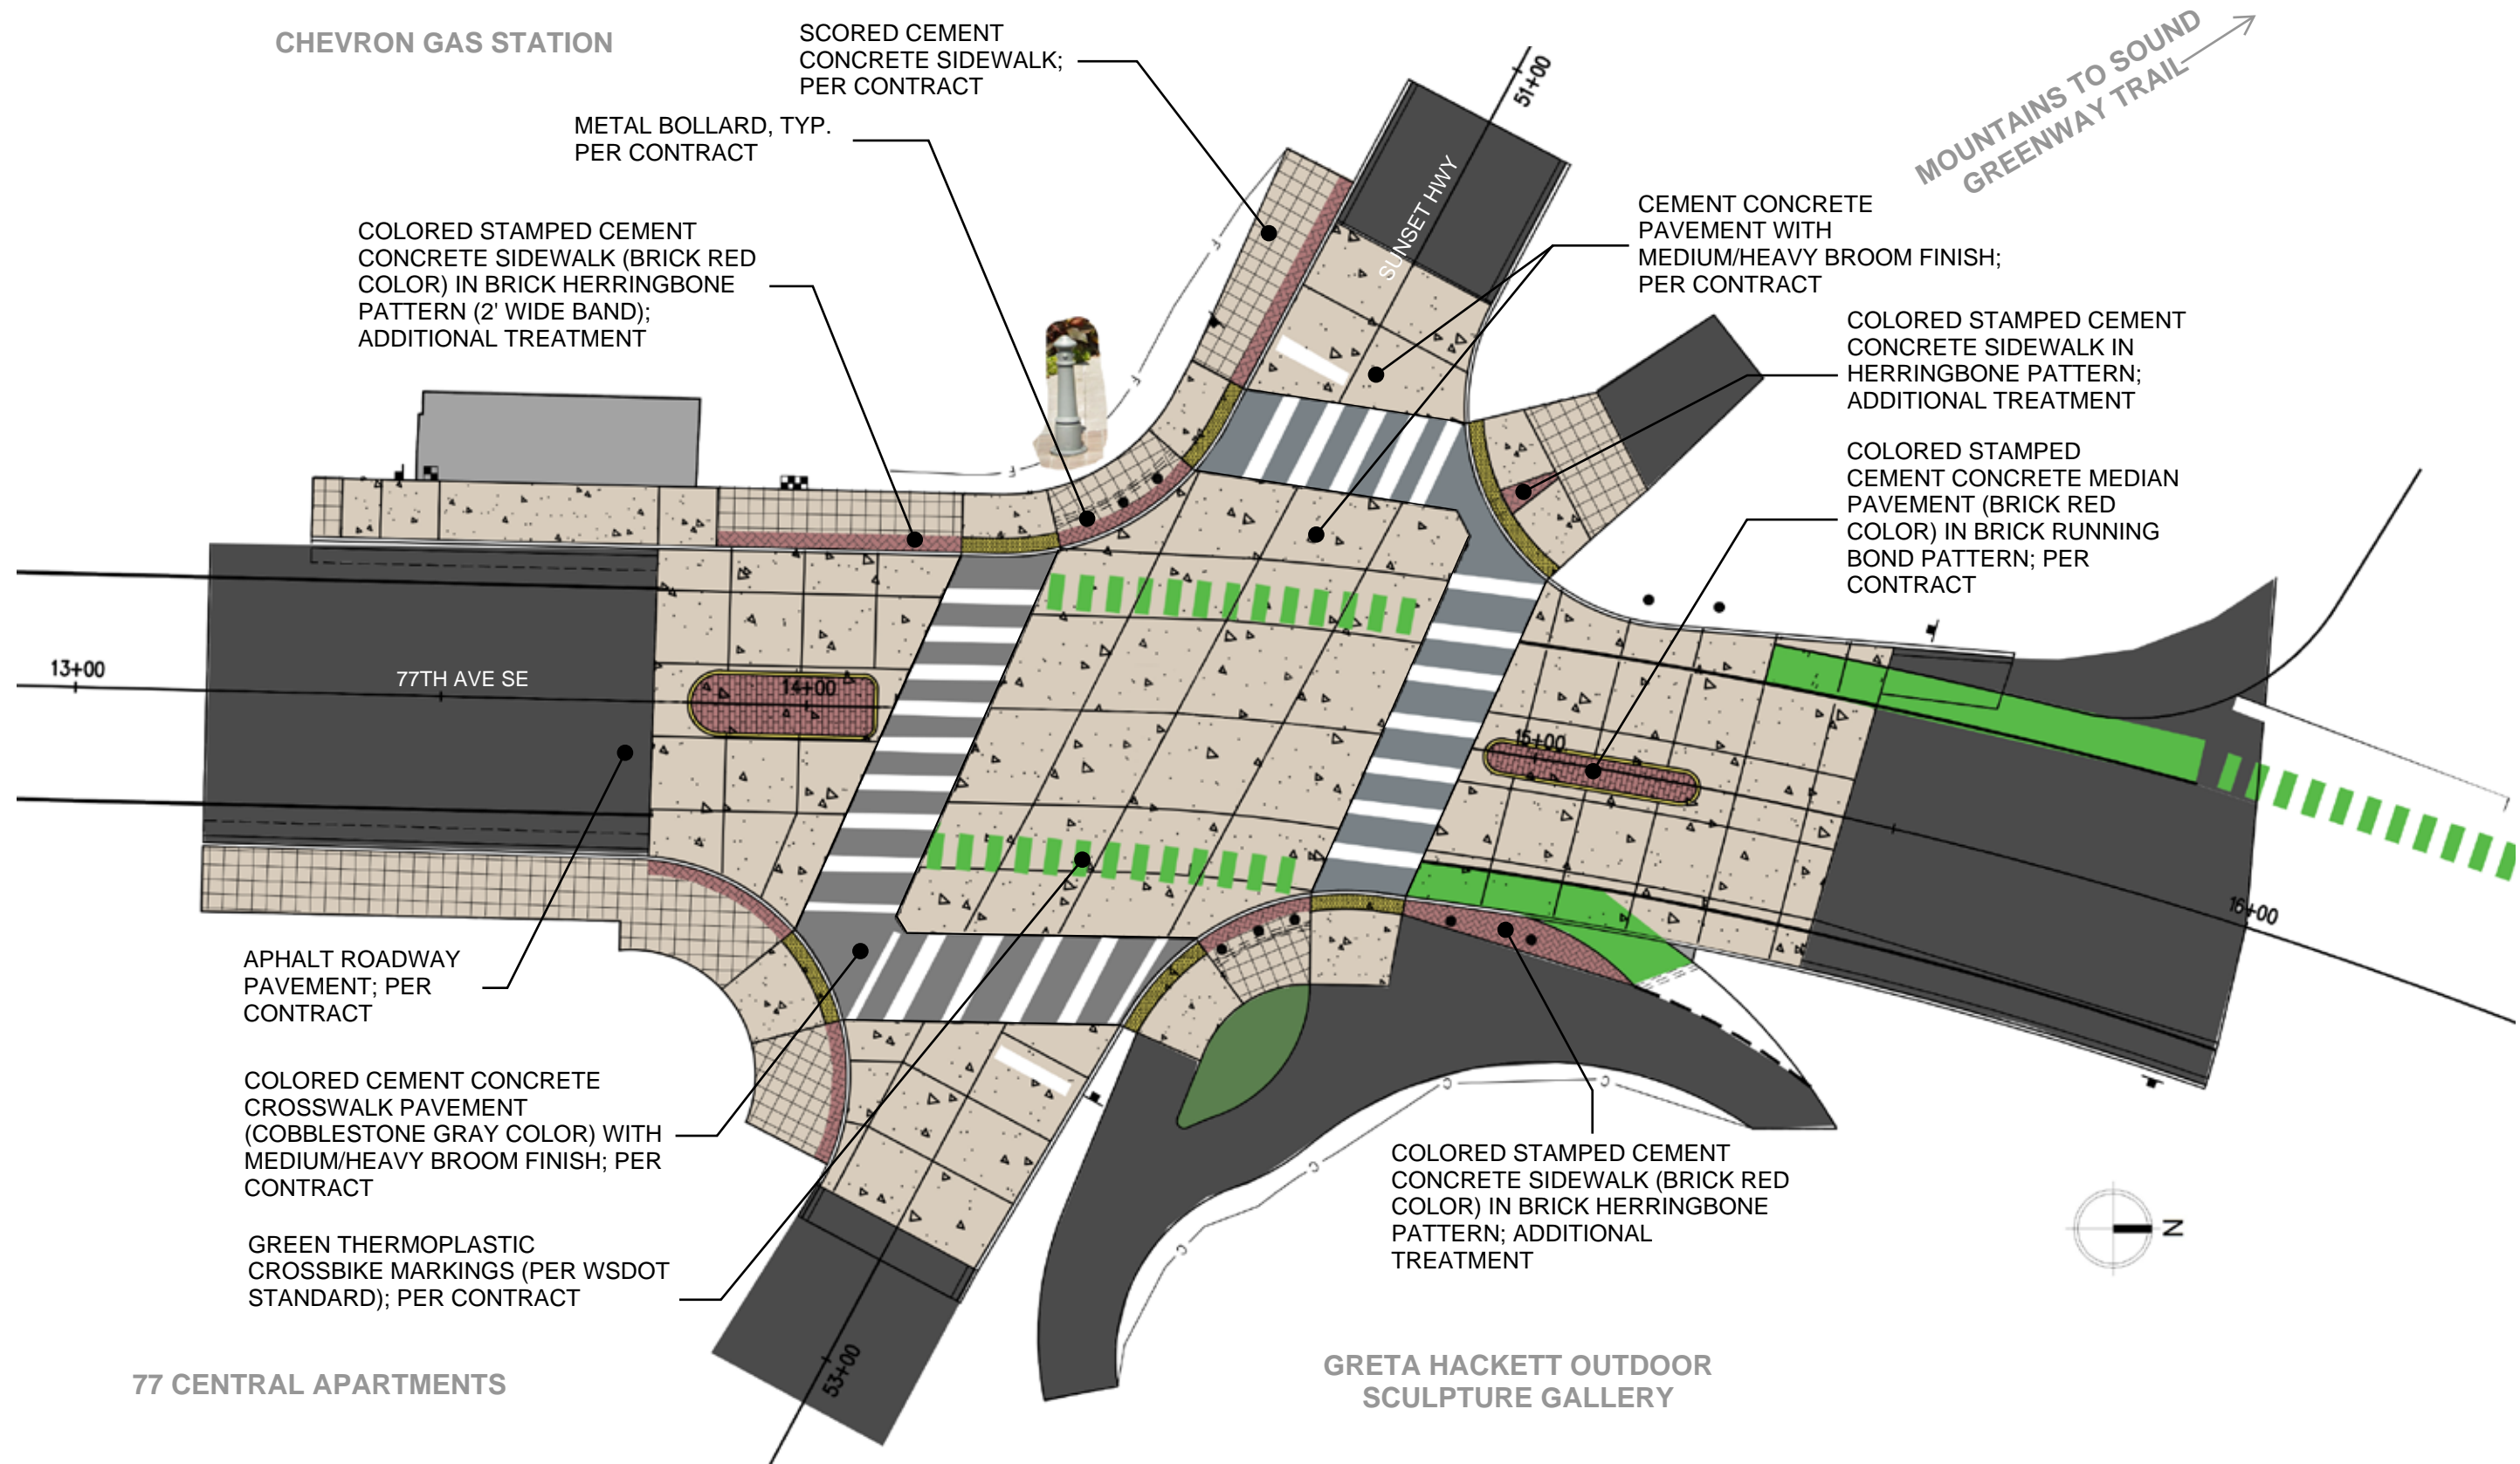 CHEVRON GAS STATION
SCORED CEMENT
CONCRETE SIDEWALK;
PER CONTRACT
METAL BOLLARD, TYP.
PER CONTRACT
COLORED STAMPED CEMENT
CONCRETE SIDEWALK (BRICK RED
COLOR) IN BRICK HERRINGBONE
PATTERN (2' WIDE BAND);
ADDITIONAL TREATMENT
51+00
SUNSET HWY
MOUNTAINS TO SOUND
GREENWAY TRAIL
CEMENT CONCRETE
PAVEMENT WITH
MEDIUM/HEAVY BROOM FINISH;
PER CONTRACT
COLORED STAMPED CEMENT
CONCRETE SIDEWALK IN
HERRINGBONE PATTERN;
ADDITIONAL TREATMENT
COLORED STAMPED
CEMENT CONCRETE MEDIAN
PAVEMENT (BRICK RED
COLOR) IN BRICK RUNNING
BOND PATTERN; PER
CONTRACT
F
F
F
13+00
77TH AVE SE
14+00
15+00
16+00
APHALT ROADWAY
PAVEMENT; PER
CONTRACT
COLORED CEMENT CONCRETE
CROSSWALK PAVEMENT
(COBBLESTONE GRAY COLOR) WITH
MEDIUM/HEAVY BROOM FINISH; PER
CONTRACT
GREEN THERMOPLASTIC
CROSSBIKE MARKINGS (PER WSDOT
STANDARD); PER CONTRACT
77 CENTRAL APARTMENTS
53+00
C
C
C
C
COLORED STAMPED CEMENT
CONCRETE SIDEWALK (BRICK RED
COLOR) IN BRICK HERRINGBONE
PATTERN; ADDITIONAL
TREATMENT
N
GRETA HACKETT OUTDOOR
SCULPTURE GALLERY